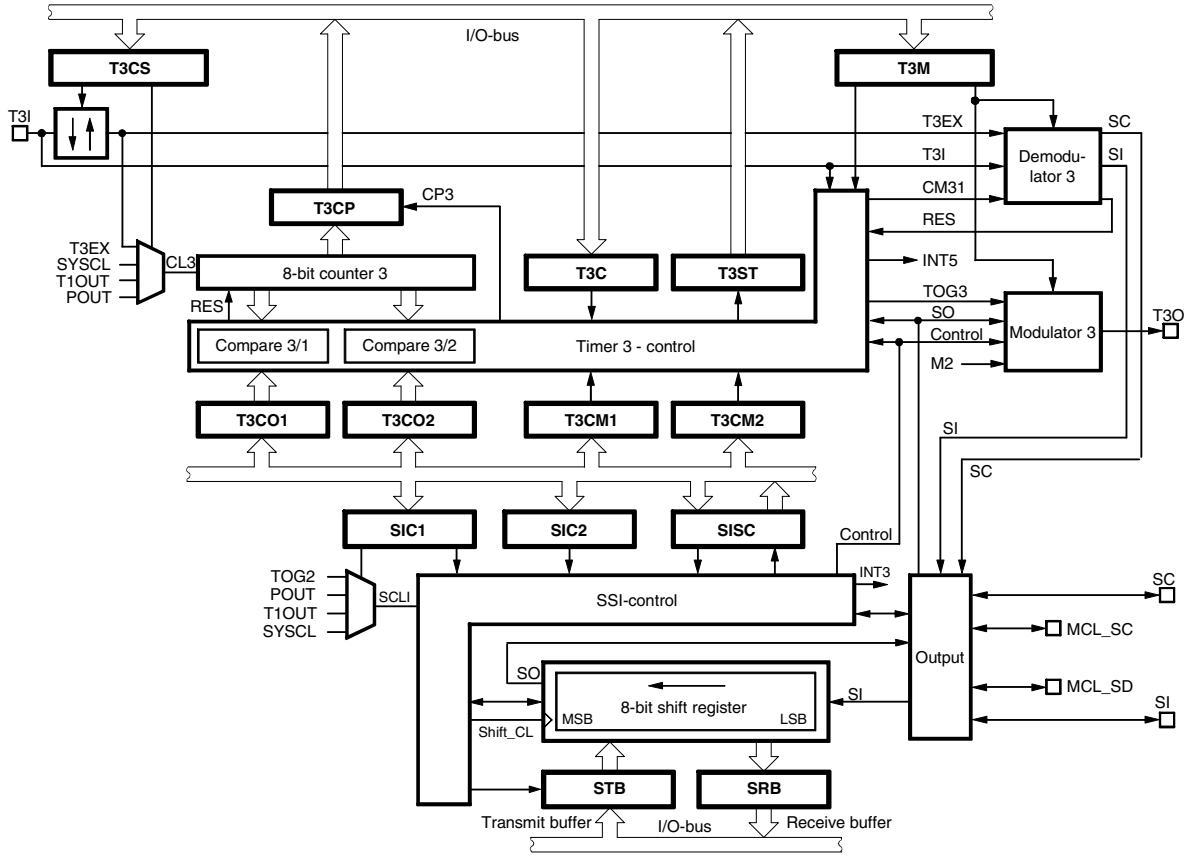 I/O-bus
T3CS
T3M
T3I
T3EX
SC
T3I
SI
Demodu-
lator 3
CM31
T3CP
CP3
RES
T3EX
SYSCL
T1OUT
POUT
CL3
8-bit counter 3
T3C
T3ST
INT5
RES
TOG3
SO
Control
M2
Modulator 3
T3O
Compare 3/1
Compare 3/2
Timer 3 - control
T3CO1
T3CO2
T3CM1
T3CM2
SI
SC
SIC1
SIC2
SISC
Control
TOG2
POUT
T1OUT
SYSCL
SCLI
SSI-control
INT3
SC
MCL_SC
Output
SO
8-bit shift register
MSB
LSB
SI
MCL_SD
SI
Shift_CL
STB
SRB
Transmit buffer
I/O-bus
Receive buffer